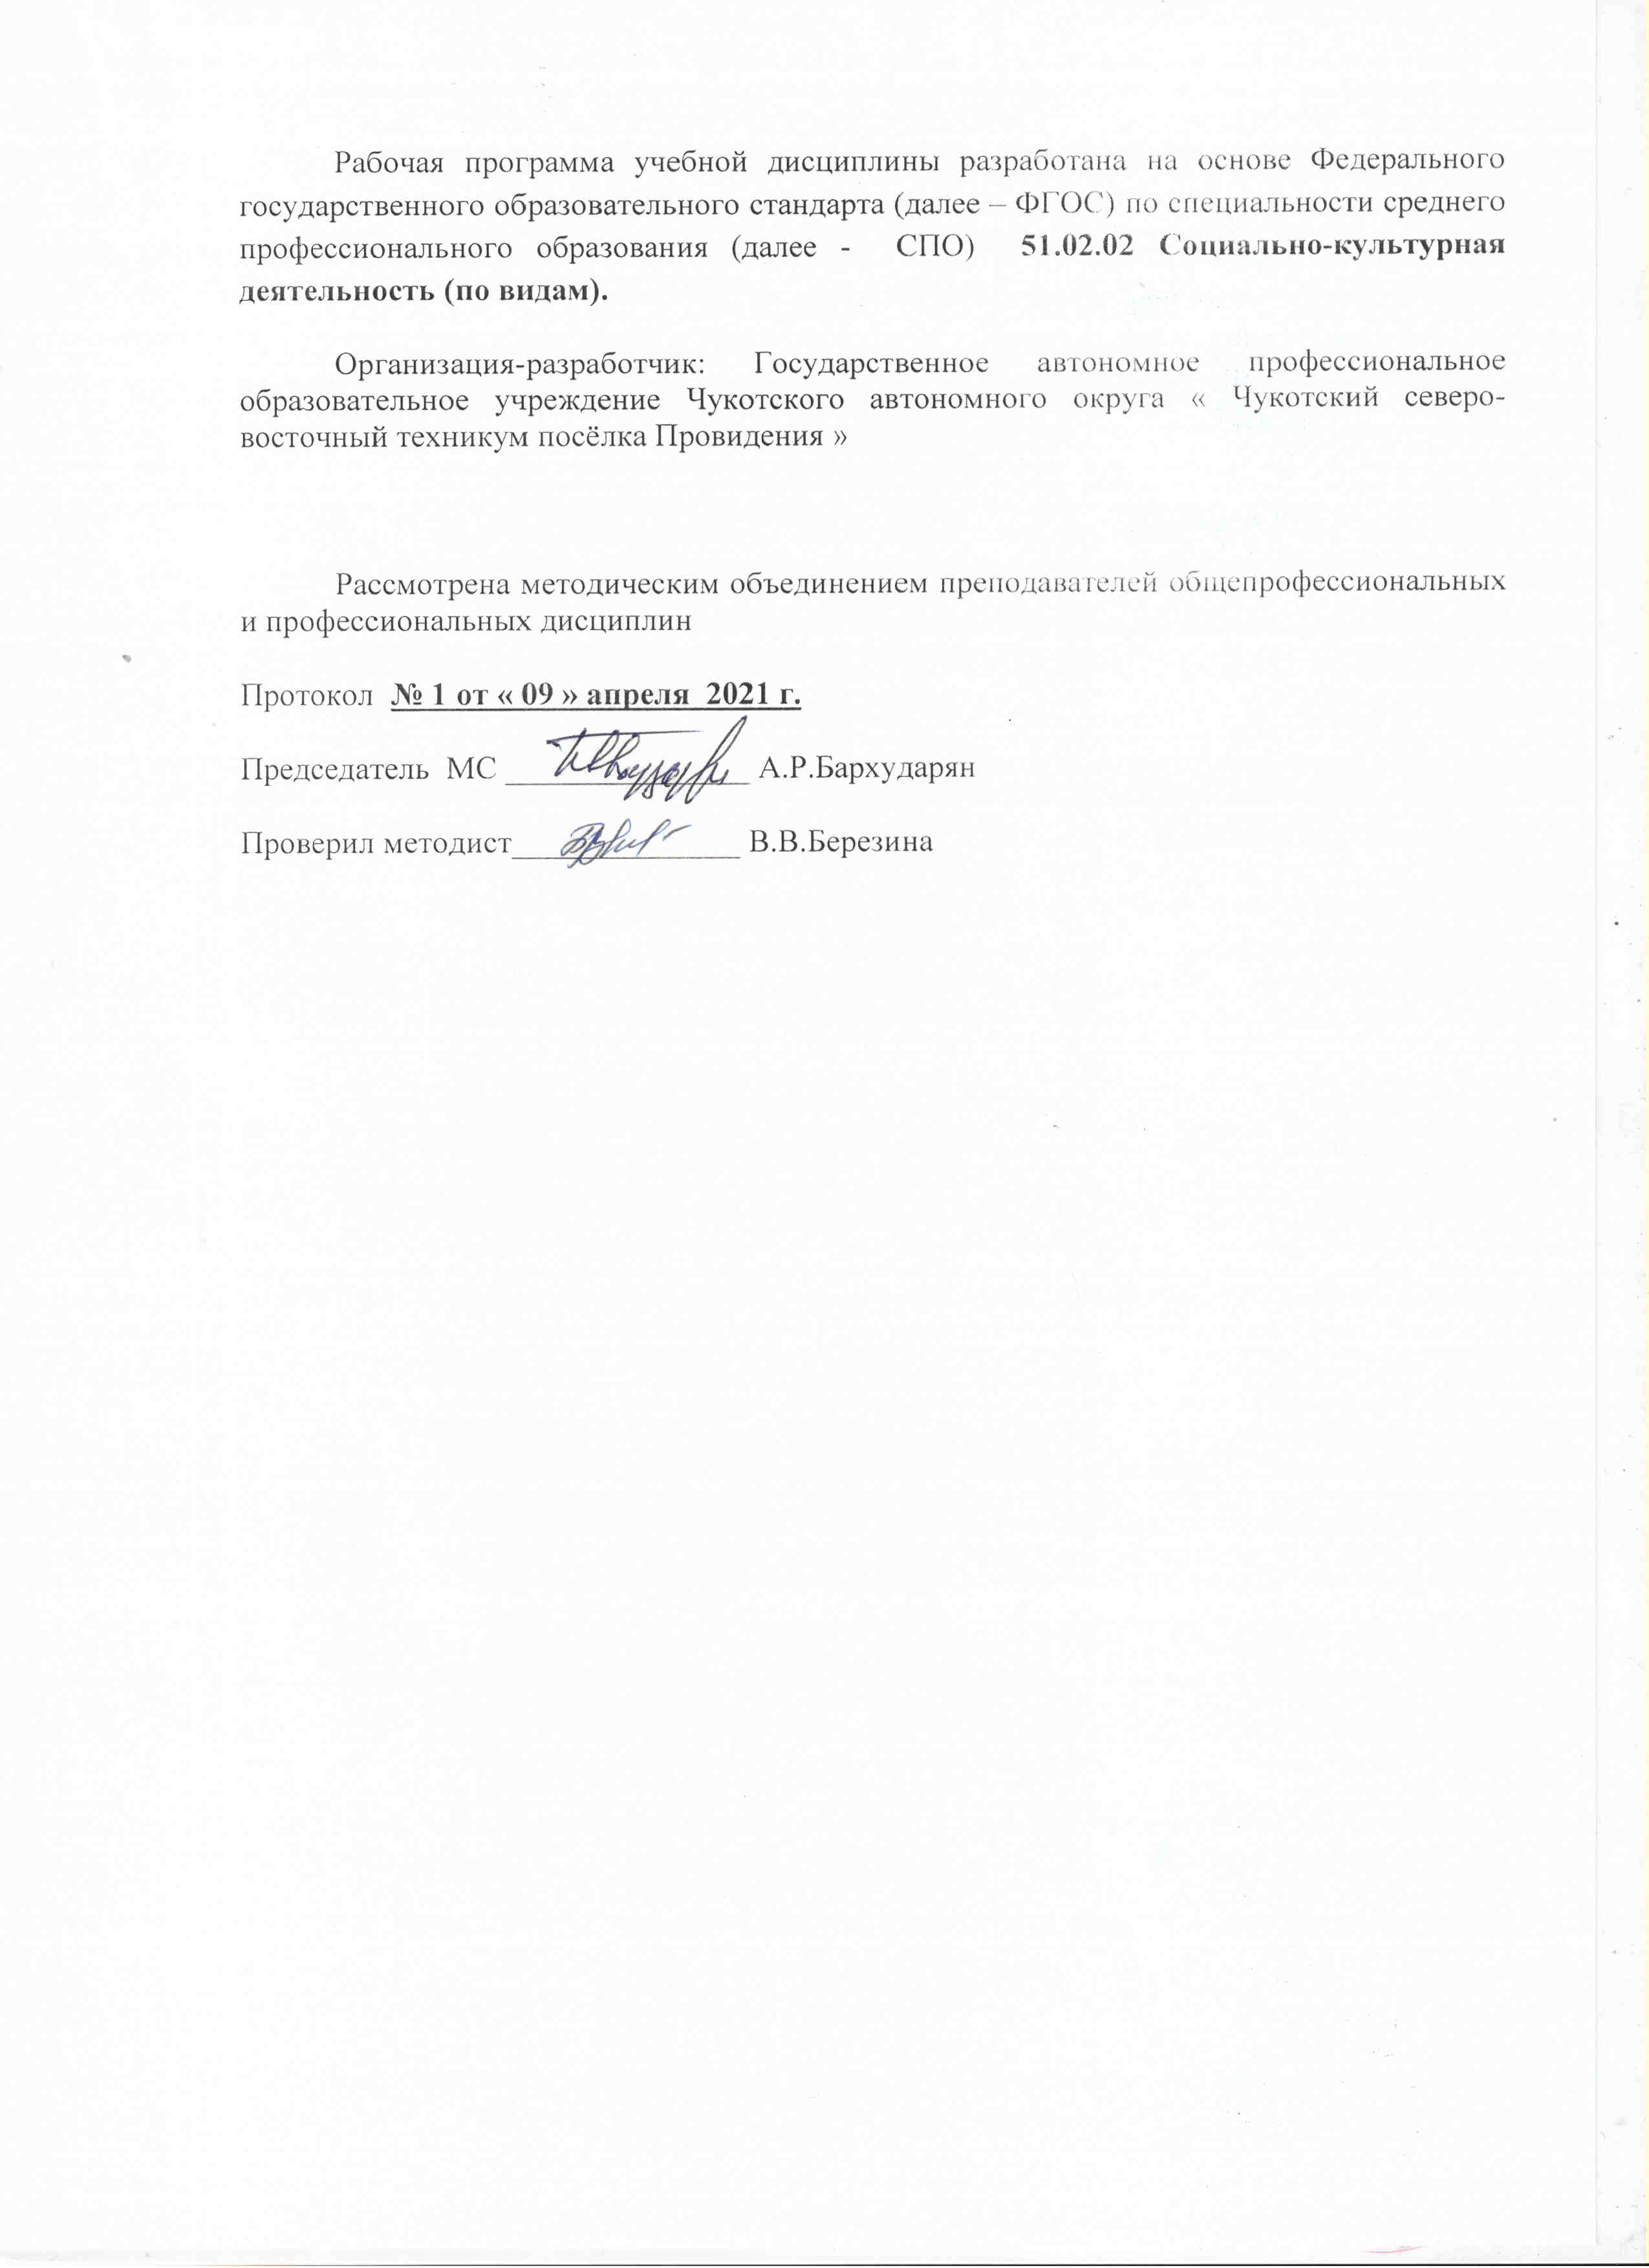 Рабочая программа учебной дисциплины разработана на основе Федерального
государственного образовательного стандарта (далее – ФГОС) по специальности среднего
профессионального образования (далее - СПО) 51.02.02 Социально-культурная
деятельность (по видам).
Организация-разработчик: Государственное автономное профессиональное
образовательное учреждение Чукотского автономного округа « Чукотский северо-
восточный техникум посёлка Провидения »
Рассмотрена методическим объединением преподавателей общепрофессиональных
и профессиональных дисциплин
Протокол № 1 от « 09 » апреля 2021 г.
Председатель МС ________________ А.Р.Бархударян
Проверил методист_______________ В.В.Березина